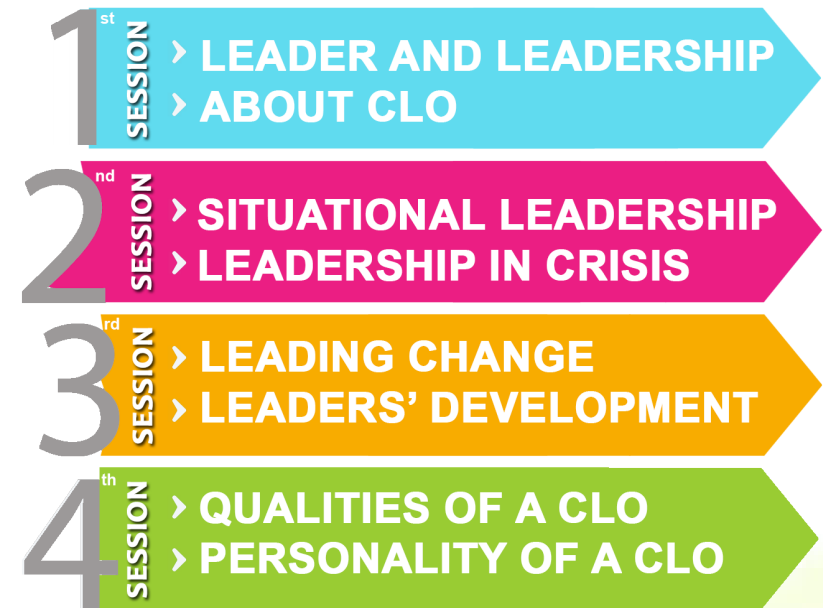 1st SESSION
› LEADER AND LEADERSHIP
› ABOUT CLO
2nd SESSION
› SITUATIONAL LEADERSHIP
› LEADERSHIP IN CRISIS
3rd SESSION
› LEADING CHANGE
› LEADERS’ DEVELOPMENT
4th SESSION
› QUALITIES OF A CLO
› PERSONALITY OF A CLO